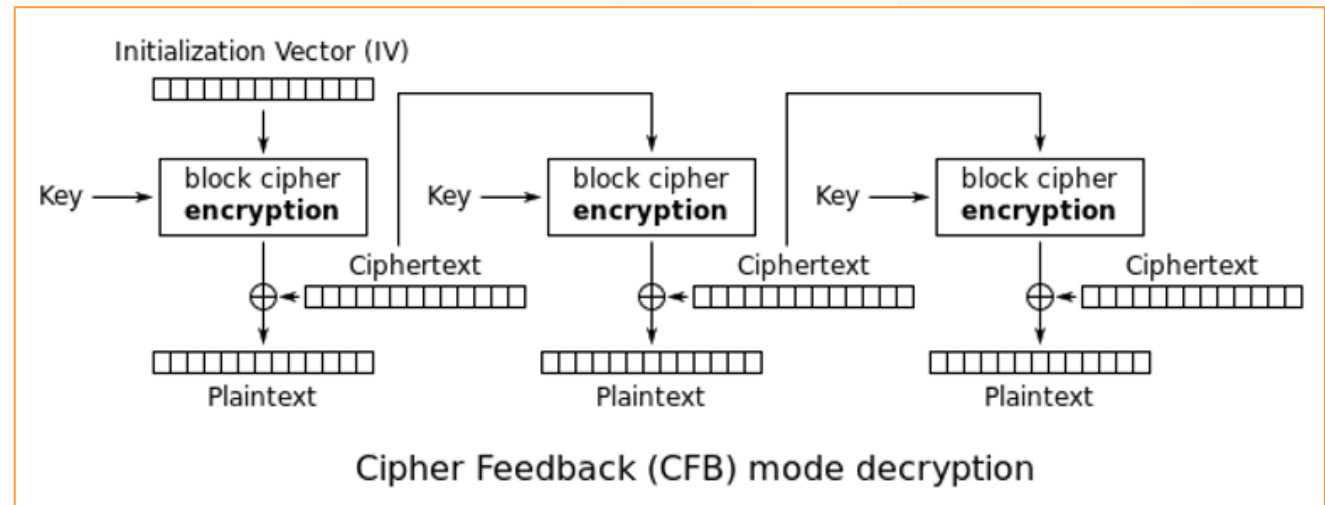 Initialization Vector (IV)
Key
block cipher
encryption
Ciphertext
Plaintext
Key
block cipher
encryption
Ciphertext
Plaintext
Key
block cipher
encryption
Ciphertext
Plaintext
Cipher Feedback (CFB) mode decryption